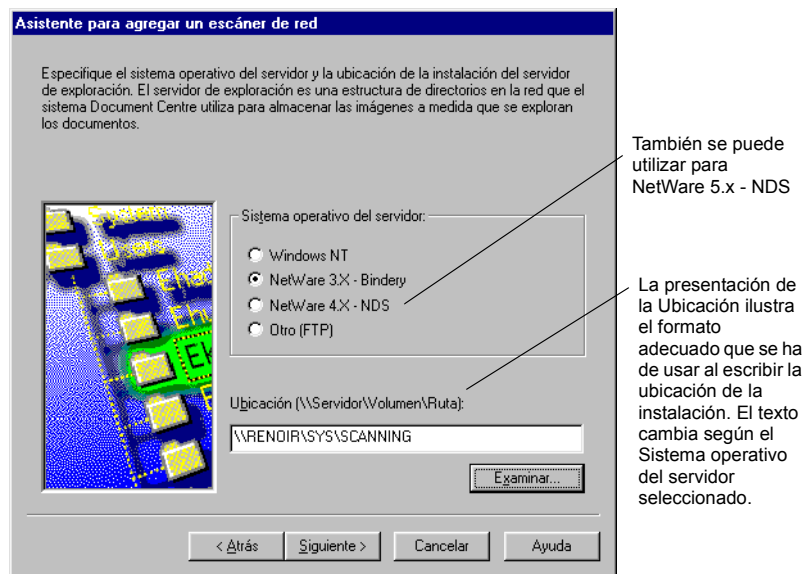 Asistente para agregar un escáner de red
Especifique el sistema operativo del servidor y la ubicación de la instalación del servidor
de exploración. El servidor de exploración es una estructura de directorios en la red que el
sistema Document Centre utiliza para almacenar las imágenes a medida que se exploran
los documentos.
También se puede
utilizar para
NetWare 5.x - NDS
Sistema operativo del servidor:
Windows NT
NetWare 3.X - Bindery
NetWare 4.X - NDS
Otro (FTP)
La presentación de
la Ubicación ilustra
el formato
adecuado que se ha
de usar al escribir la
ubicación de la
instalación. El texto
cambia según el
Sistema operativo
del servidor
seleccionado.
Ubicación (\\Servidor\Volumen\Ruta):
\\RENOIR\SYS\SCANNING
Examinar...
< Atrás
Siguiente >
Cancelar
Ayuda